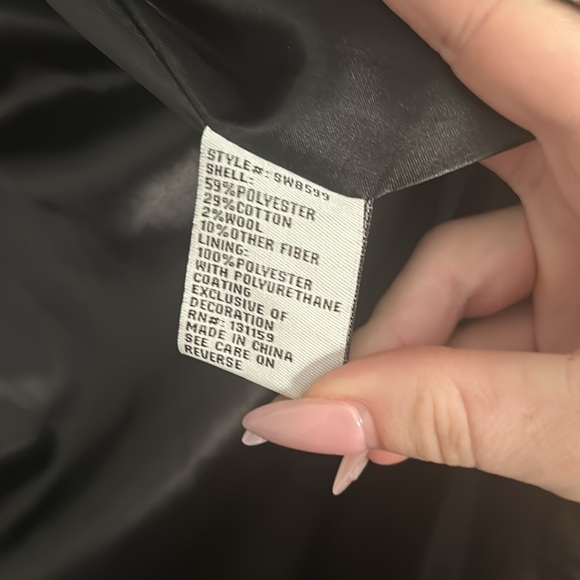 STYLE#: SW8599
SHELL:
59%POLYESTER
29%COTTON
2%WOOL
10%OTHER FIBER
LINING:
100%POLYESTER
WITH POLYURETHANE
COATING
EXCLUSIVE OF
DECORATION
RN#: 131159
MADE IN CHINA
SEE CARE ON
REVERSE